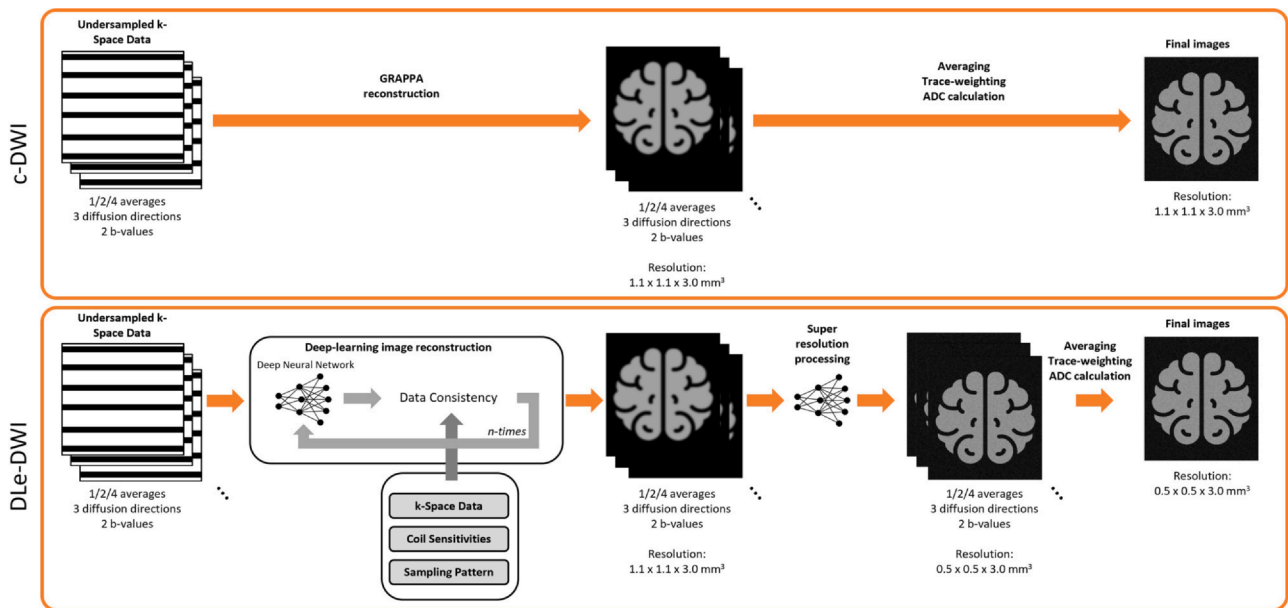 c-DWI
Undersampled k-
Space Data
1/2/4 averages
3 diffusion directions
2 b-values
GRAPPA
reconstruction
1/2/4 averages
3 diffusion directions
2 b-values
Resolution:
1.1 x 1.1 x 3.0 mm³
Averaging
Trace-weighting
ADC calculation
Final images
Resolution:
1.1 x 1.1 x 3.0 mm³
DLe-DWI
Undersampled k-
Space Data
1/2/4 averages
3 diffusion directions
2 b-values
Deep-learning image reconstruction
Deep Neural Network
Data Consistency
n-times
k-Space Data
Coil Sensitivities
Sampling Pattern
1/2/4 averages
3 diffusion directions
2 b-values
Resolution:
1.1 x 1.1 x 3.0 mm³
Super
resolution
processing
1/2/4 averages
3 diffusion directions
2 b-values
Resolution:
0.5 x 0.5 x 3.0 mm³
Averaging
Trace-weighting
ADC calculation
Final images
Resolution:
0.5 x 0.5 x 3.0 mm³